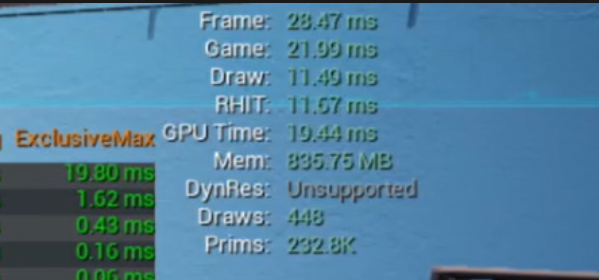 Frame: 28.47 ms
Game: 21.99 ms
Draw: 11.49 ms
RHIT: 11.67 ms
ExclusiveMax GPU Time: 19.44 ms
Mem: 835.75 MB
19.80 ms
DynRes: Unsupported
1.62 ms
Draws: 448
0.43 ms
Prims: 232.8K
0.16 ms
0.06 ms